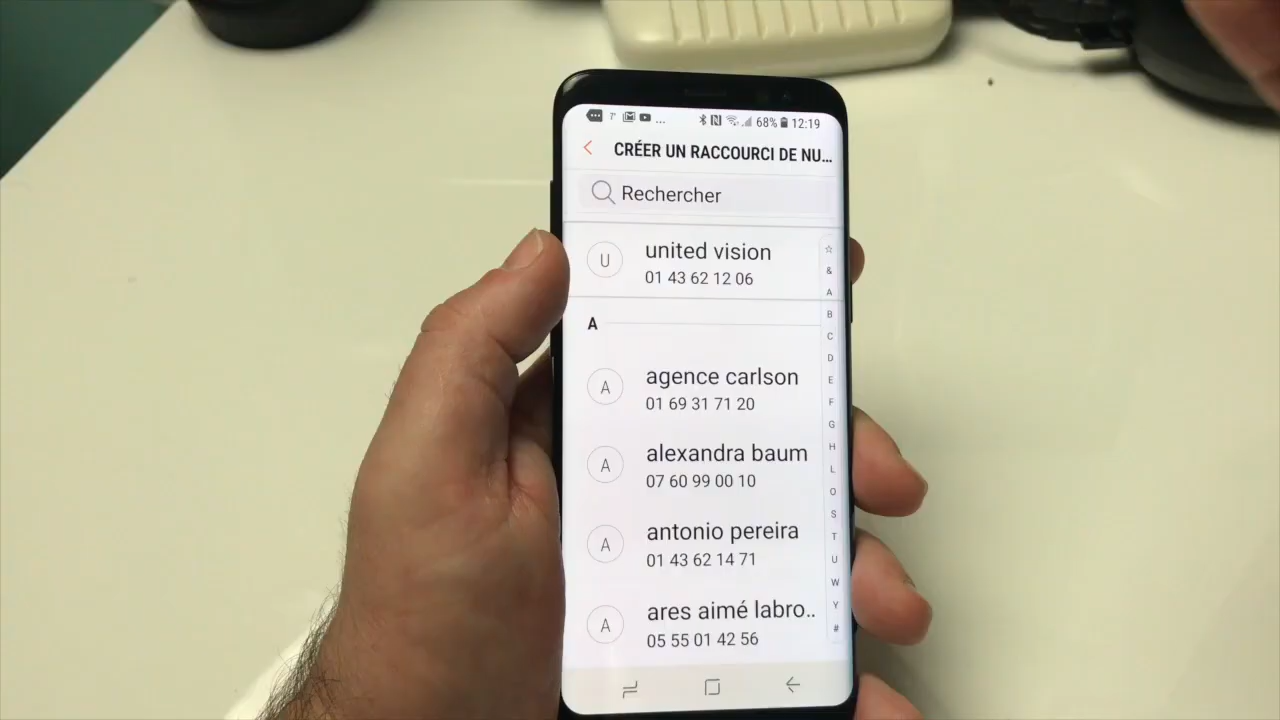 68% 12:19
CRÉER UN RACCOURCI DE NU...
Rechercher
U
united vision
01 43 62 12 06
A
A
agence carlson
01 69 31 71 20
A
alexandra baum
07 60 99 00 10
A
antonio pereira
01 43 62 14 71
A
ares aimé labro..
05 55 01 42 56
&
A
B
C
D
E
F
G
H
L
O
S
T
U
W
Y
#